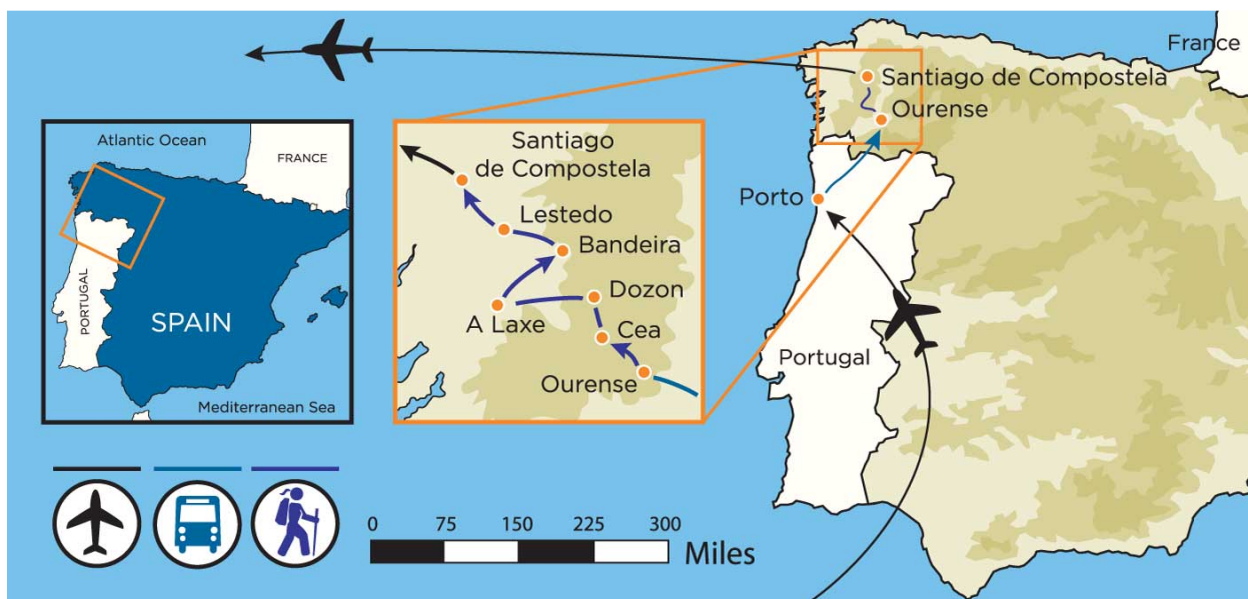 France
Santiago de Compostela
Ourense
Porto
Portugal
Atlantic Ocean
FRANCE
PORTUGAL
SPAIN
Mediterranean Sea
Santiago
de Compostela
Lestedo
Bandeira
Dozon
A Laxe
Cea
Ourense
0 75 150 225 300
Miles